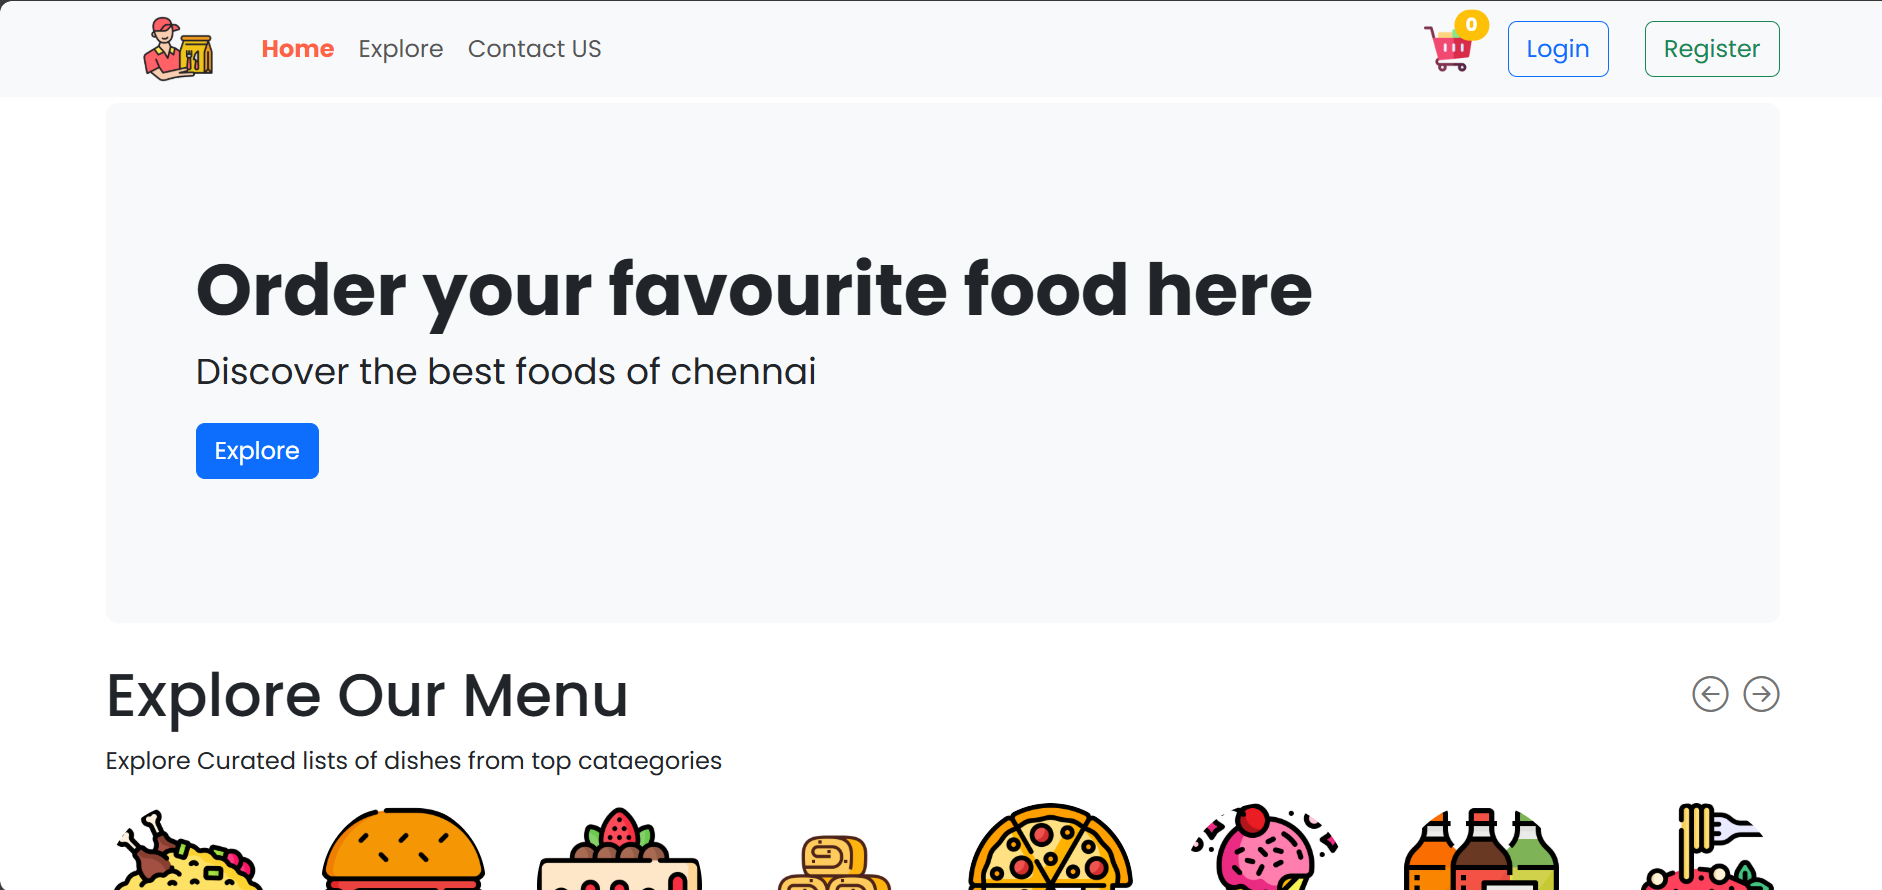 Home Explore Contact US 0 Login Register
Order your favourite food here
Discover the best foods of chennai
Explore
Explore Our Menu
Explore Curated lists of dishes from top cataegories